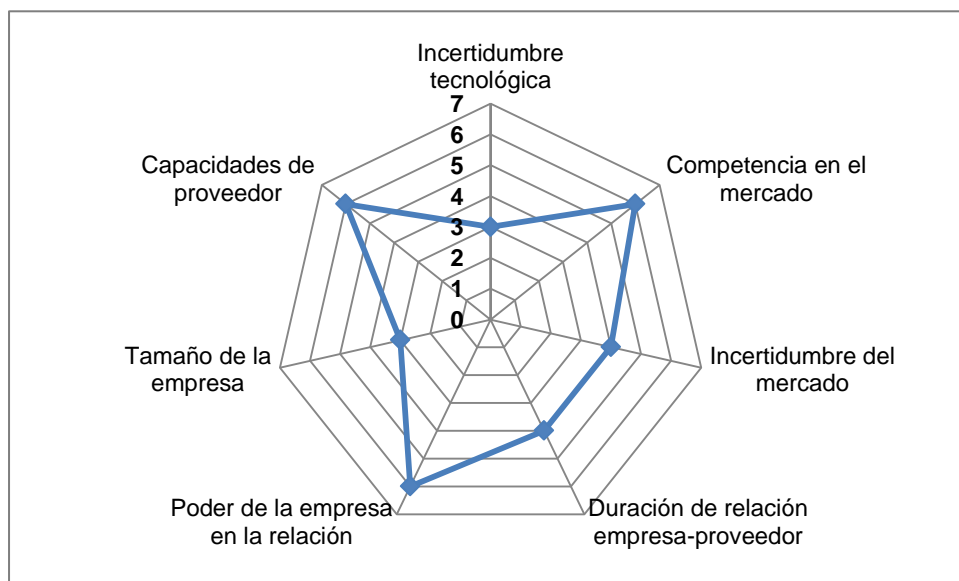 Incertidumbre
tecnológica
7
6
5
4
3
2
1
0
Competencia en el
mercado
Incertidumbre del
mercado
Duración de relación
empresa-proveedor
Poder de la empresa
en la relación
Tamaño de la
empresa
Capacidades de
proveedor